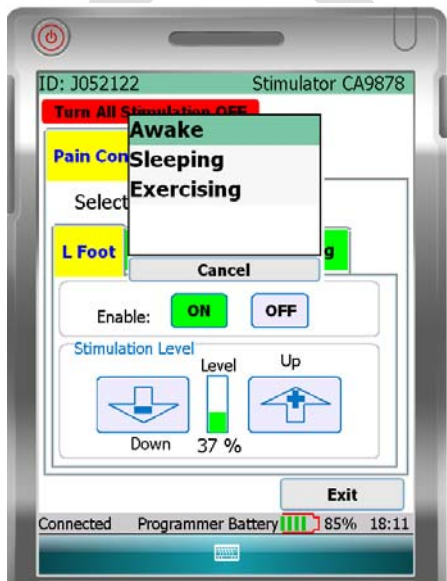 ID: J052122 Stimulator CA9878
Turn All Stimulation OFF
Awake
Pain Con
Sleeping
Exercising
Select
L Foot
g
Cancel
Enable: ON OFF
Stimulation Level
Level Up
Down 37 %
Exit
Connected Programmer Battery 85% 18:11